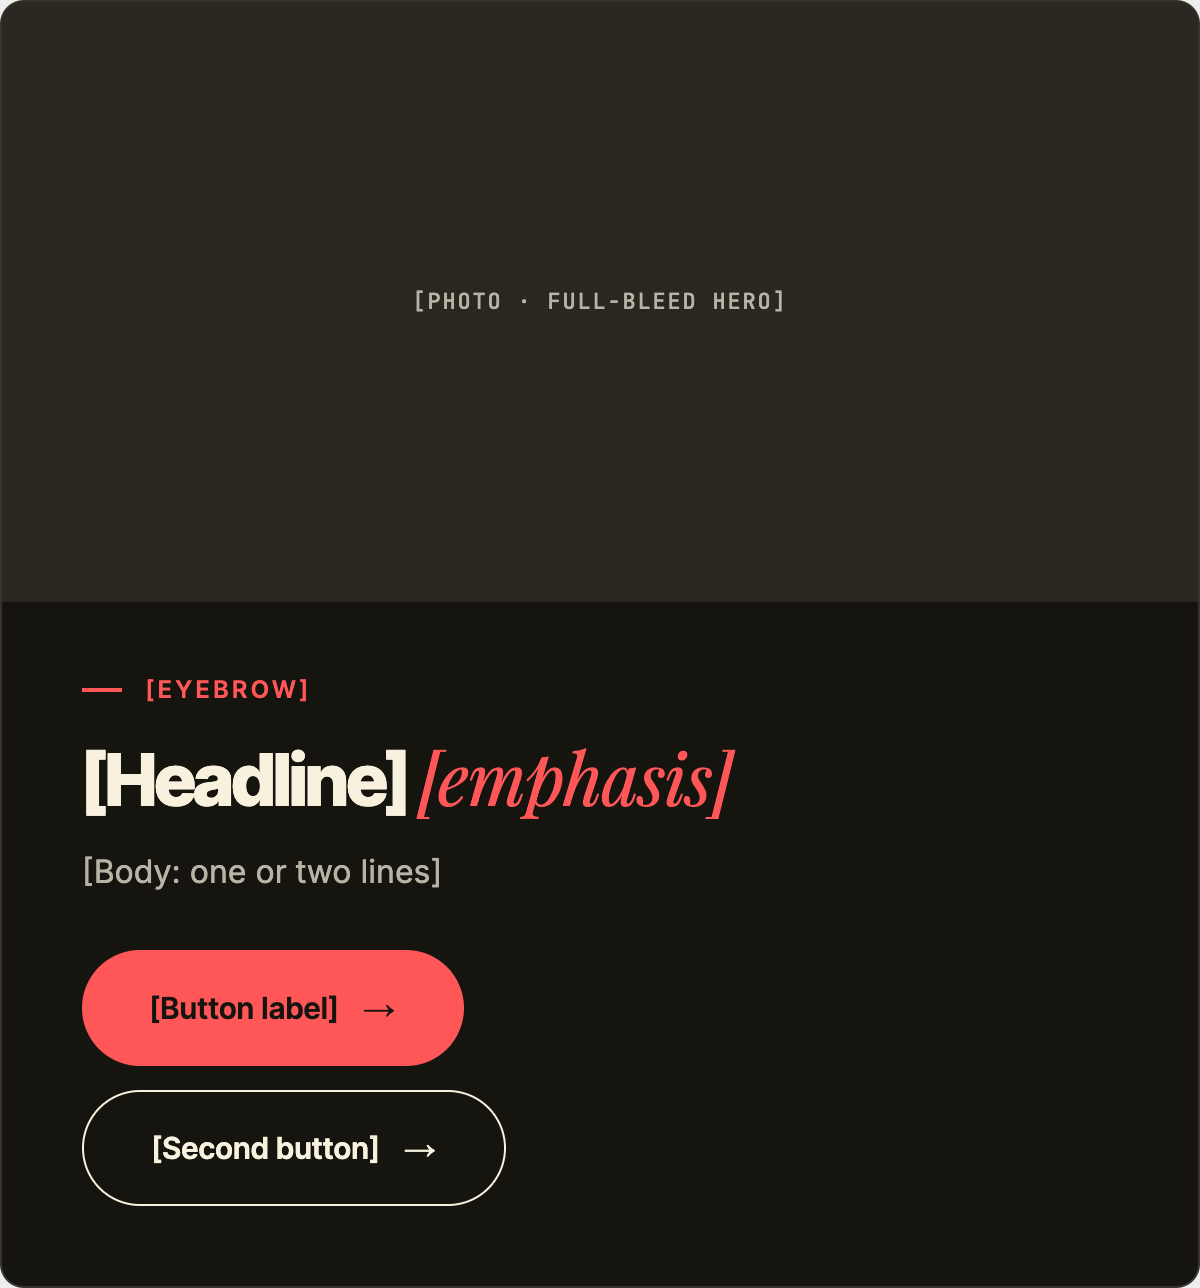 [PHOTO · FULL-BLEED HERO]
[EYEBROW]
[Headline] [emphasis]
[Body: one or two lines]
[Button label] →
[Second button] →